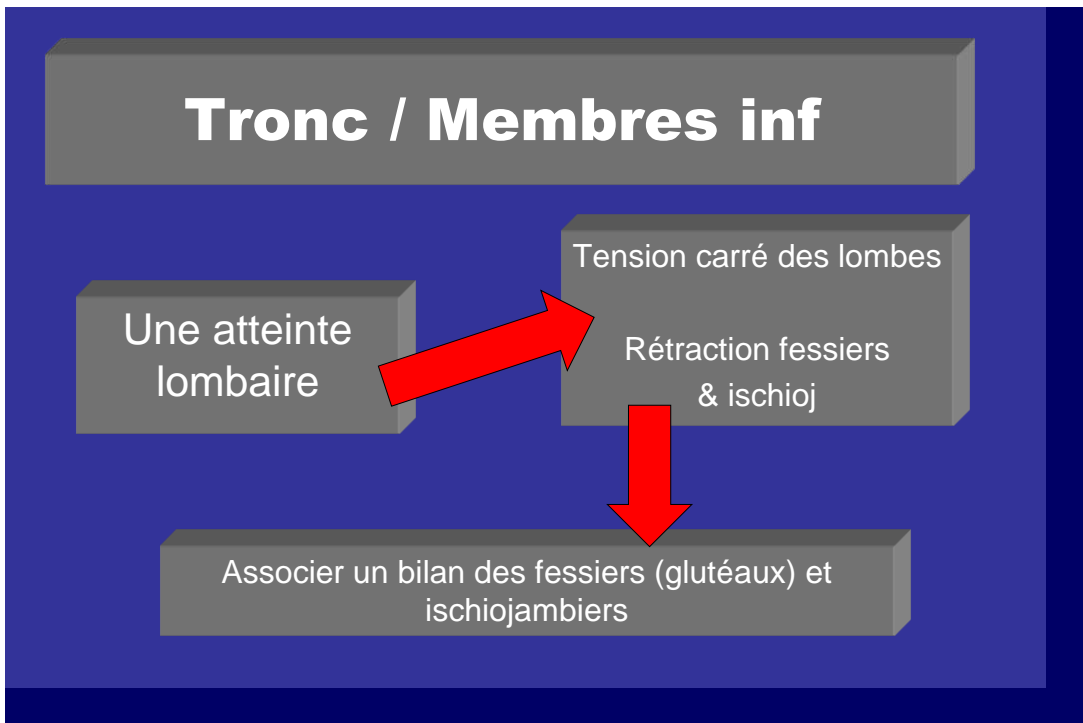 Tronc / Membres inf
Une atteinte
lombaire
Tension carré des lombes
Rétraction fessiers
& ischioj
Associer un bilan des fessiers (glutéaux) et
ischiojambiers